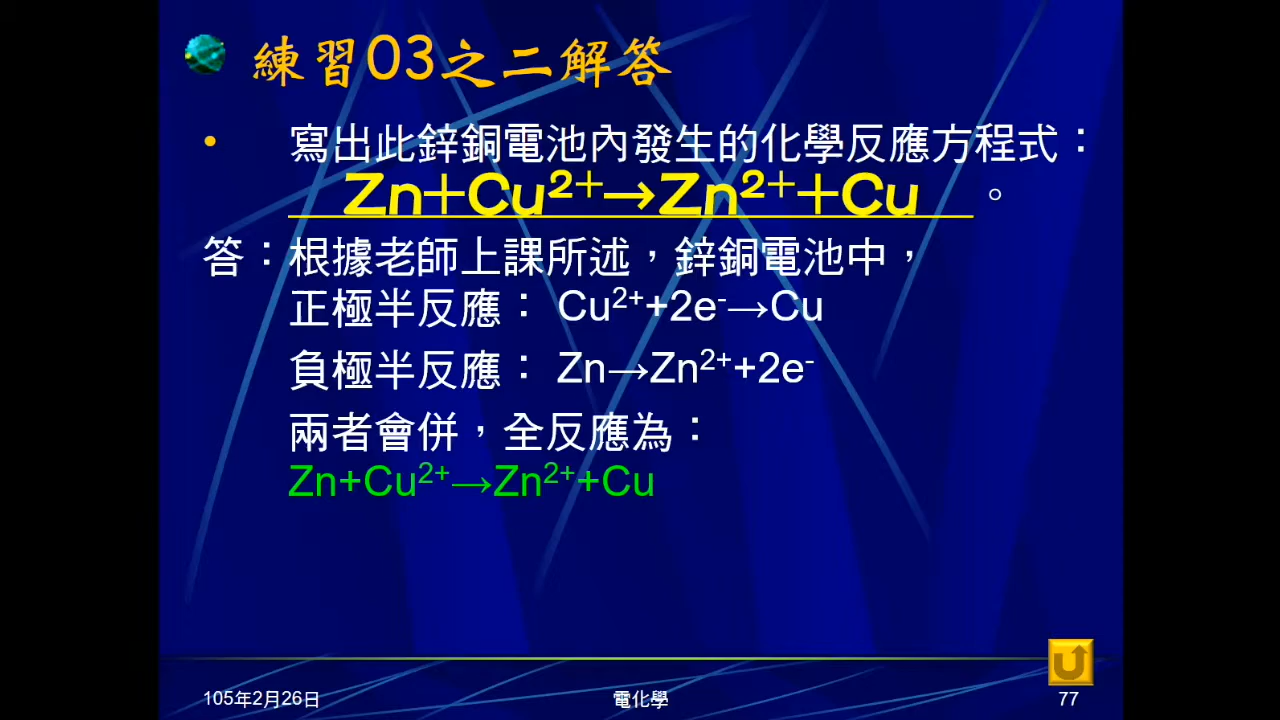 練習03之二解答
• 寫出此鋅銅電池內發生的化學反應方程式：
Zn+Cu²⁺→Zn²⁺+Cu 。
答：根據老師上課所述，鋅銅電池中，
正極半反應： Cu²⁺+2e⁻→Cu
負極半反應： Zn→Zn²⁺+2e⁻
兩者會併，全反應為：
Zn+Cu²⁺→Zn²⁺+Cu
105年2月26日
電化學
77